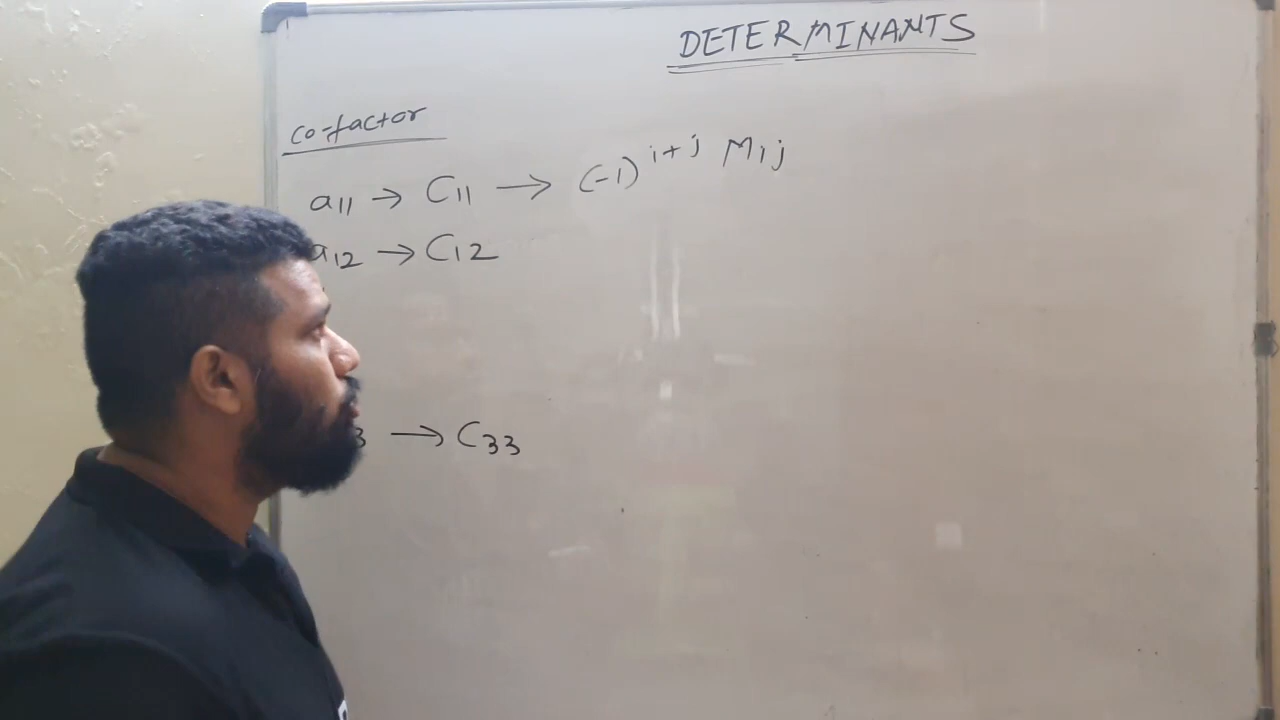 DETERMINANTS
co-factor
a11 → C11 → (-1)^i+j Mij
a12 → C12
3 → C33